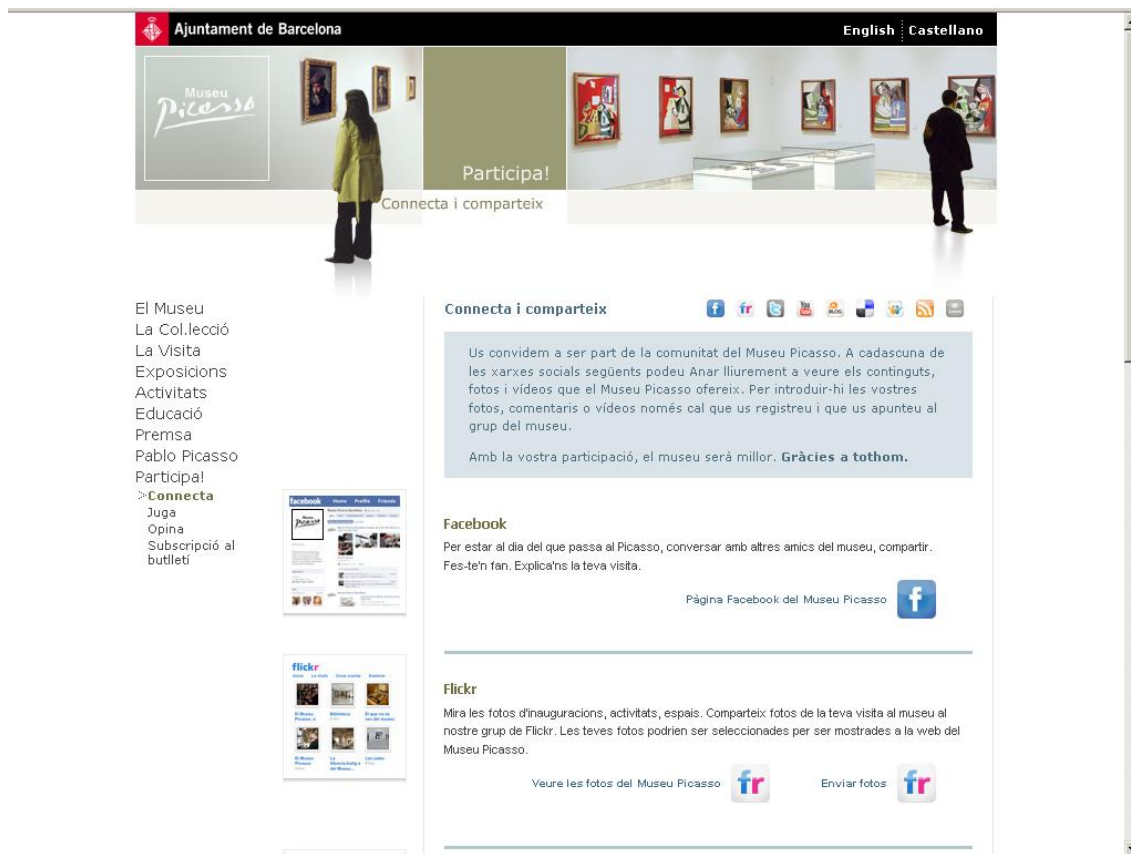 Ajuntament de Barcelona
English
Castellano
Museu
Picasso
Participa!
Connecta i comparteix
El Museu
La Col.lecció
La Visita
Exposicions
Activitats
Educació
Premsa
Pablo Picasso
Participa!
>Connecta
Juga
Opina
Subscripció al
butlletí
Connecta i comparteix
Us convidem a ser part de la comunitat del Museu Picasso. A cadascuna de
les xarxes socials següents podeu Anar lliurement a veure els continguts,
fotos i vídeos que el Museu Picasso ofereix. Per introduir-hi les vostres
fotos, comentaris o vídeos només cal que us registreu i que us apunteu al
grup del museu.
Amb la vostra participació, el museu serà millor. Gràcies a tothom.
facebook
Home Profile Friends
Facebook
Per estar al dia del que passa al Picasso, conversar amb altres amics del museu, compartir.
Fes-te'n fan. Explica'ns la teva visita.
Pàgina Facebook del Museu Picasso
flickr
Flickr
Mira les fotos d'inauguracions, activitats, espais. Comparteix fotos de la teva visita al museu al
nostre grup de Flickr. Les teves fotos podrien ser seleccionades per ser mostrades a la web del
Museu Picasso.
Veure les fotos del Museu Picasso
fr
Enviar fotos
fr